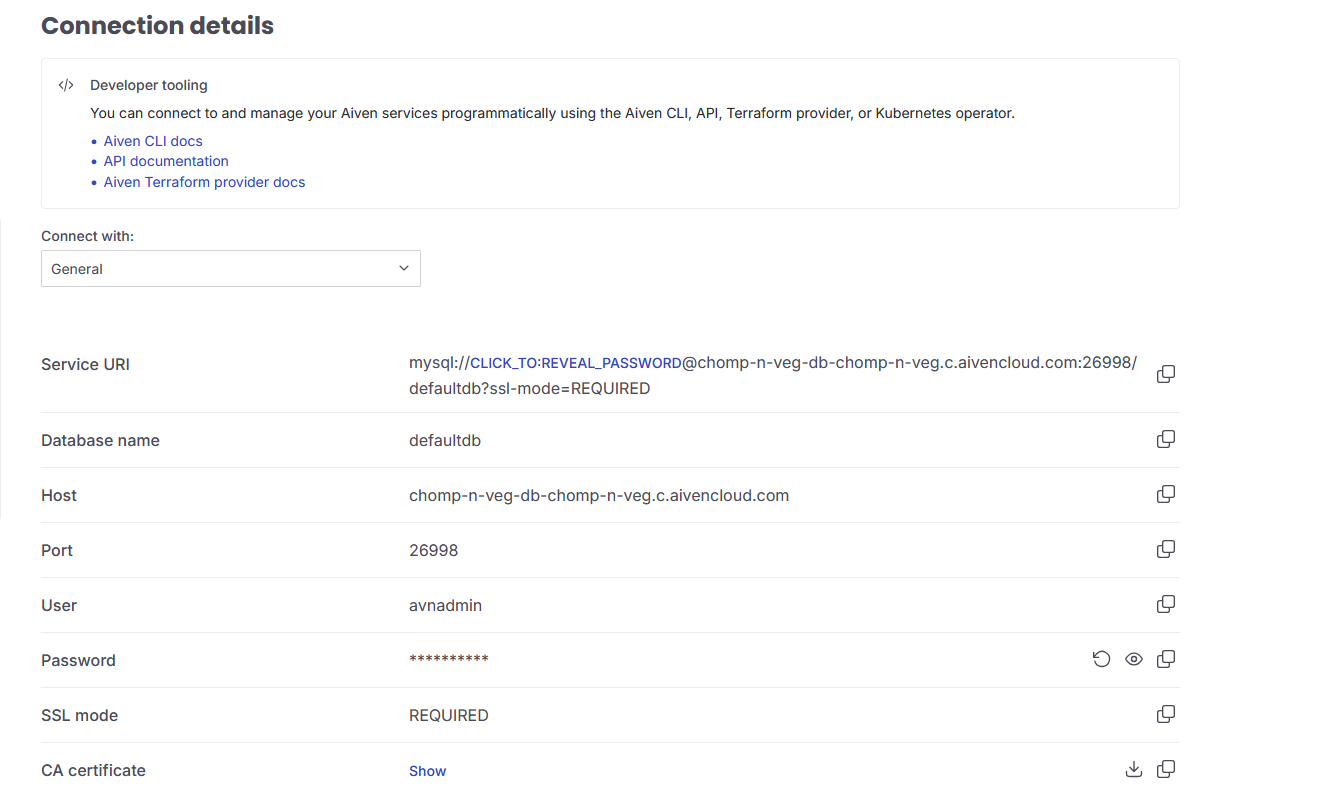 Connection details
Developer tooling
You can connect to and manage your Aiven services programmatically using the Aiven CLI, API, Terraform provider, or Kubernetes operator.
• Aiven CLI docs
• API documentation
• Aiven Terraform provider docs
Connect with:
General
Service URI
mysql://CLICK_TO:REVEAL_PASSWORD@chomp-n-veg-db-chomp-n-veg.c.aivencloud.com:26998/
defaultdb?ssl-mode=REQUIRED
Database name defaultdb
Host chomp-n-veg-db-chomp-n-veg.c.aivencloud.com
Port 26998
User avnadmin
Password **********
SSL mode REQUIRED
CA certificate Show